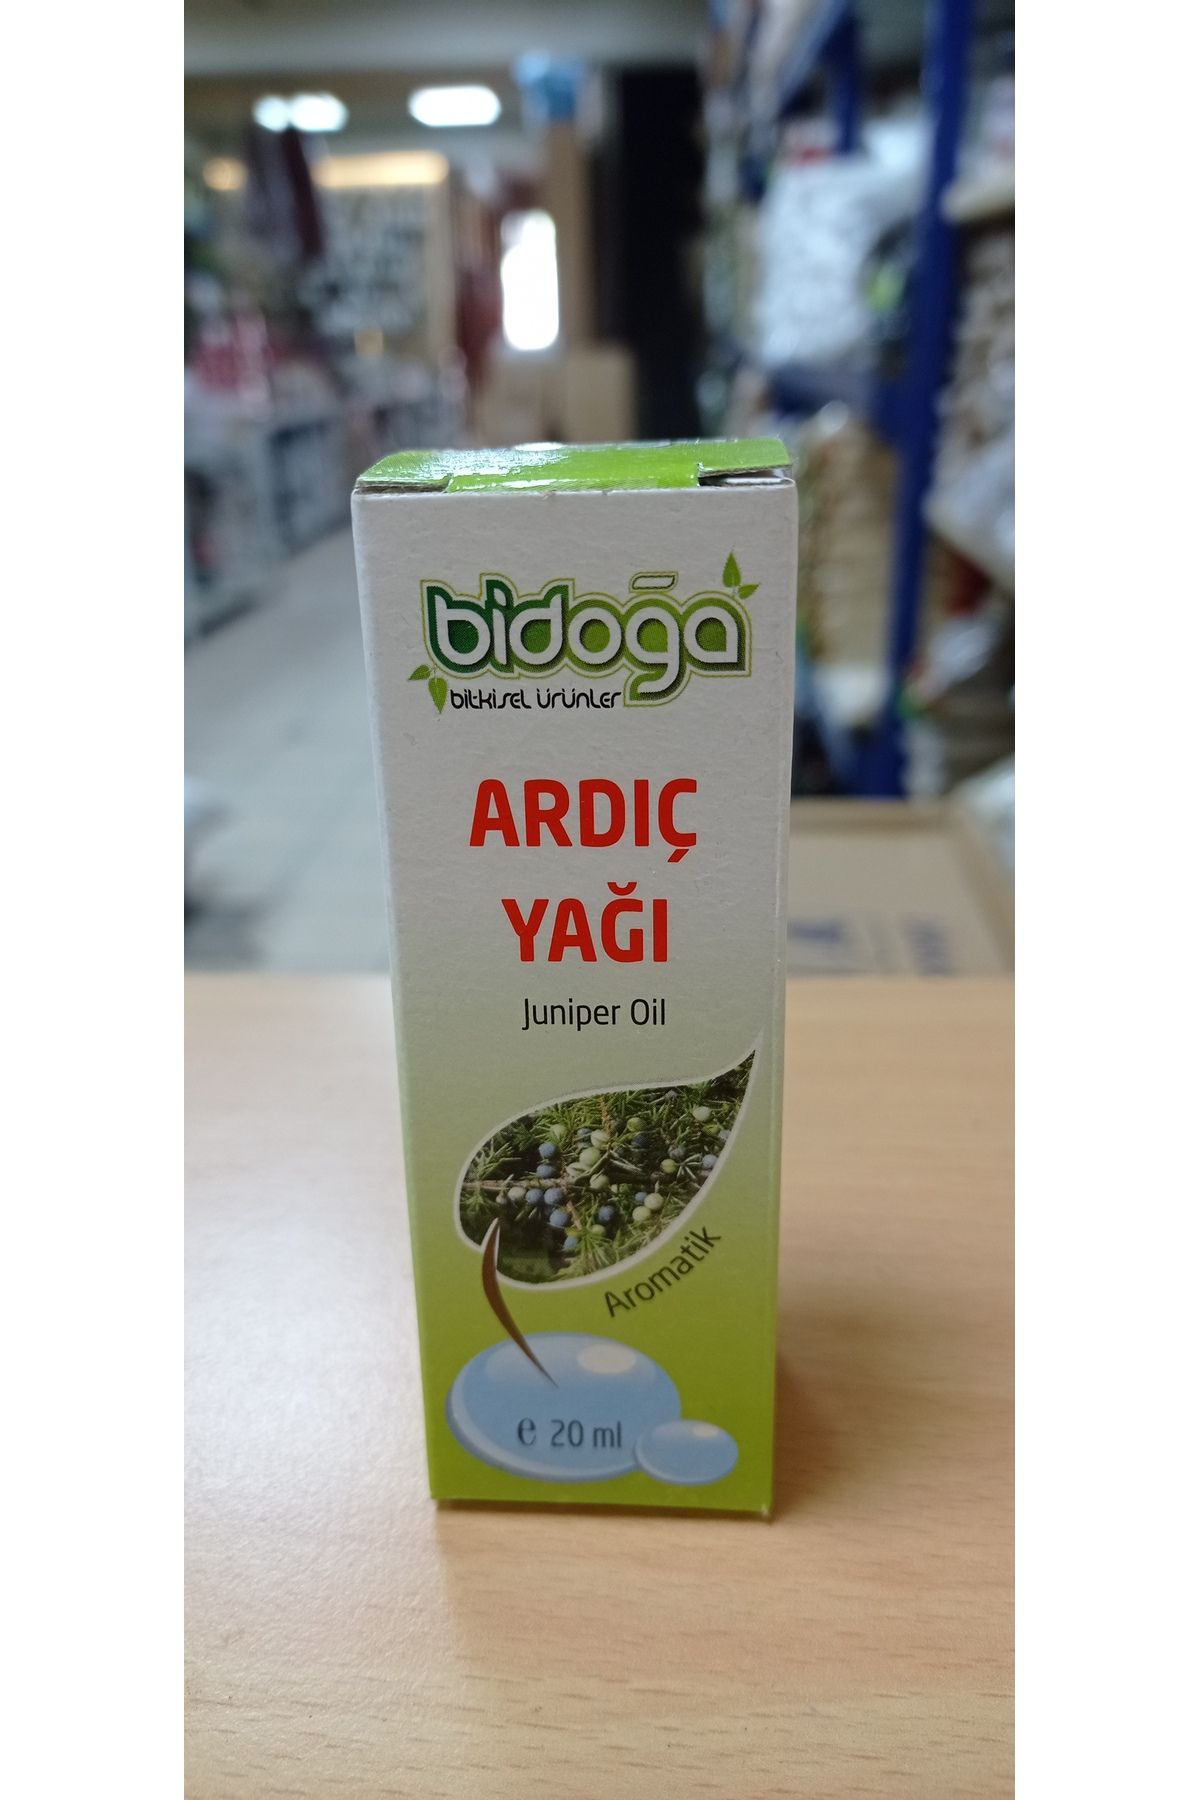 bidoğa
bitkisel ürünler
ARDIÇ
YAĞI
Juniper Oil
Aromatik
e 20 ml